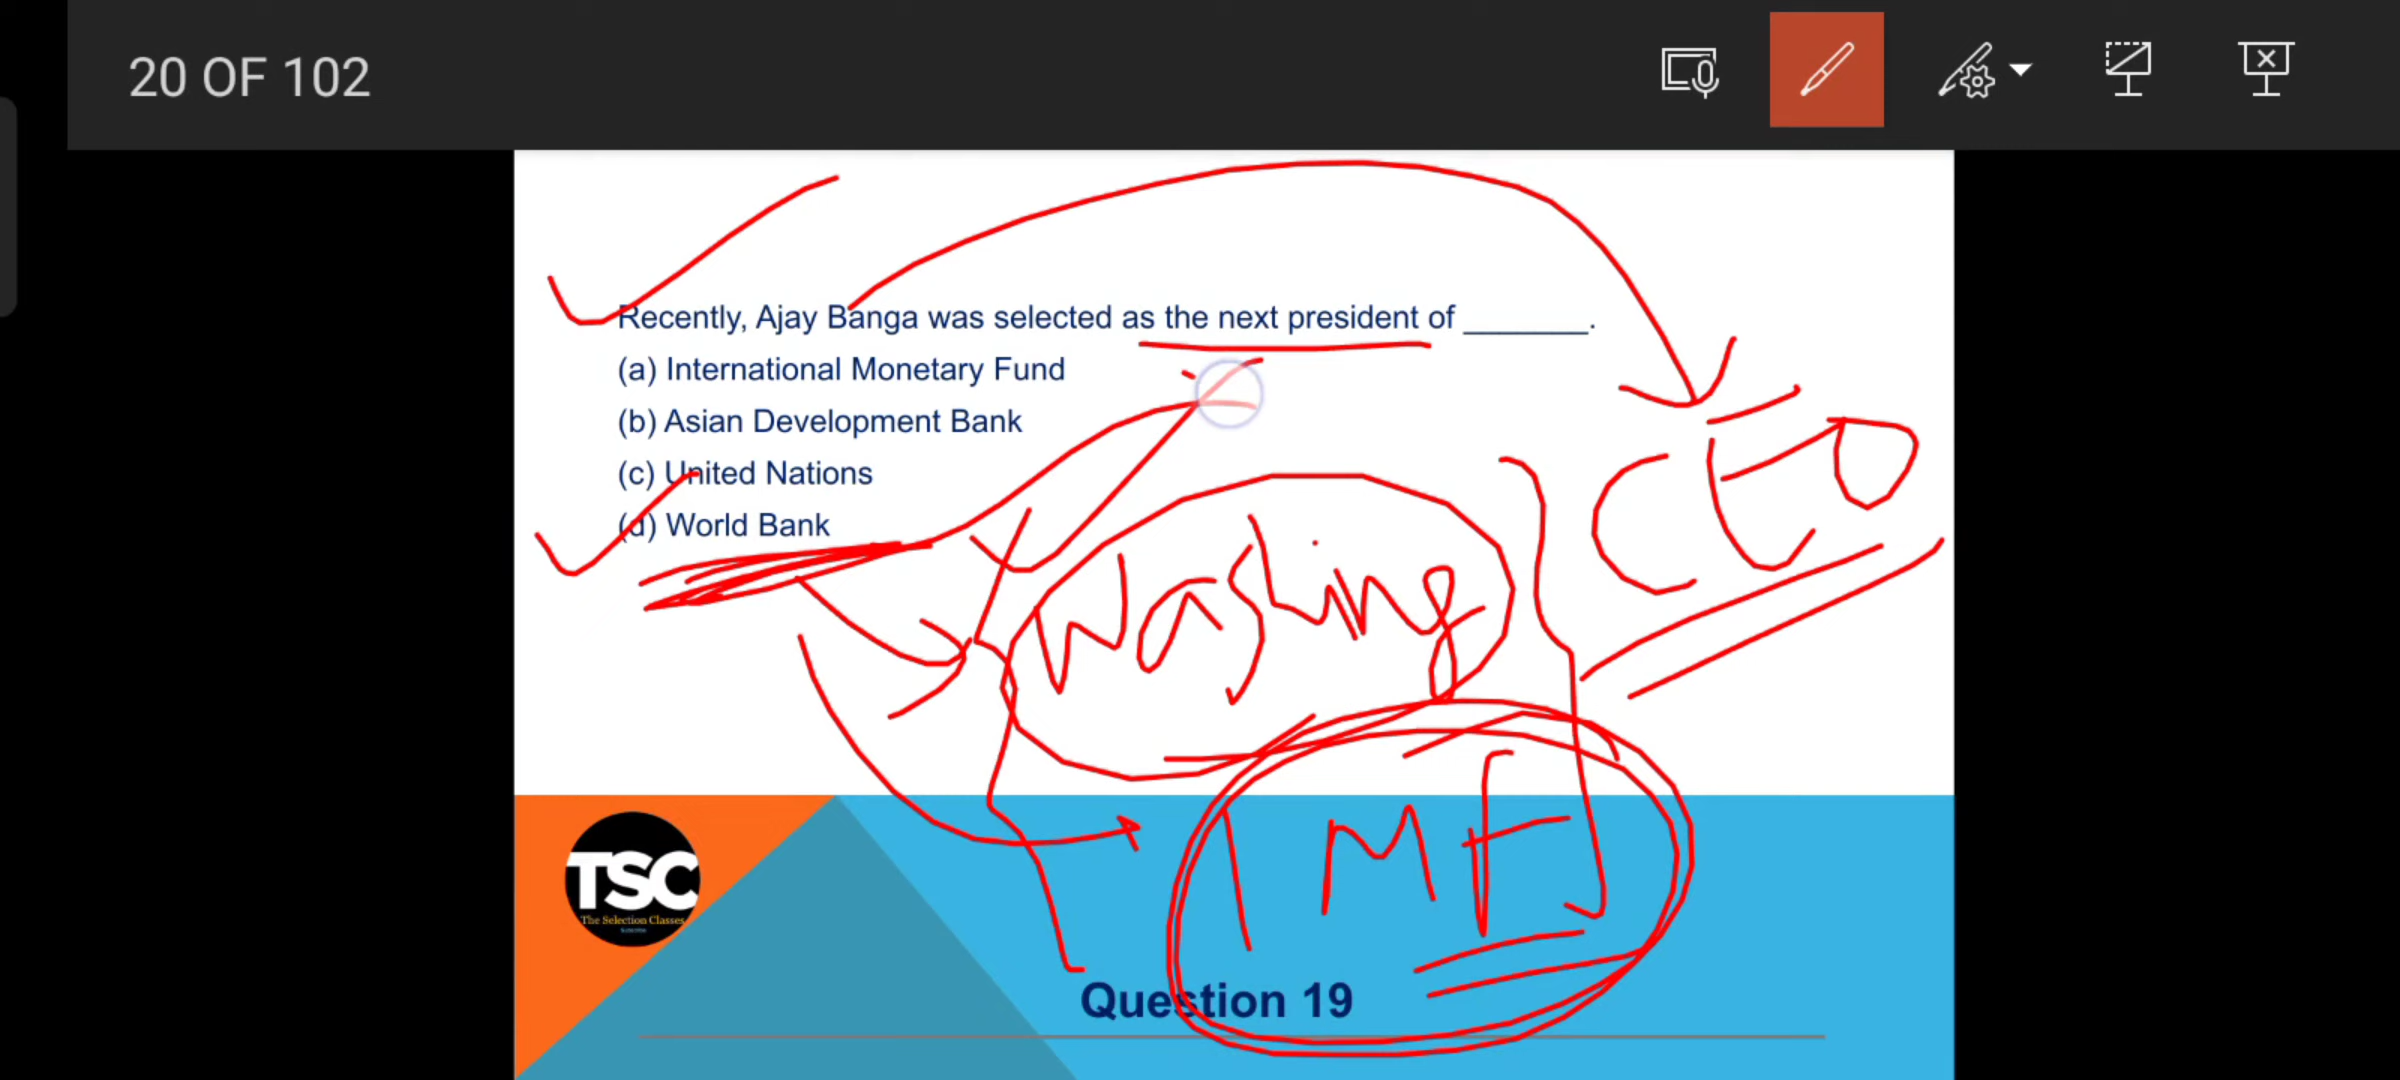 20 OF 102
Recently, Ajay Banga was selected as the next president of _______.
(a) International Monetary Fund
(b) Asian Development Bank
(c) United Nations
(d) World Bank
CEO
Washing
IMF
TSC
The Selection Classes
Question 19